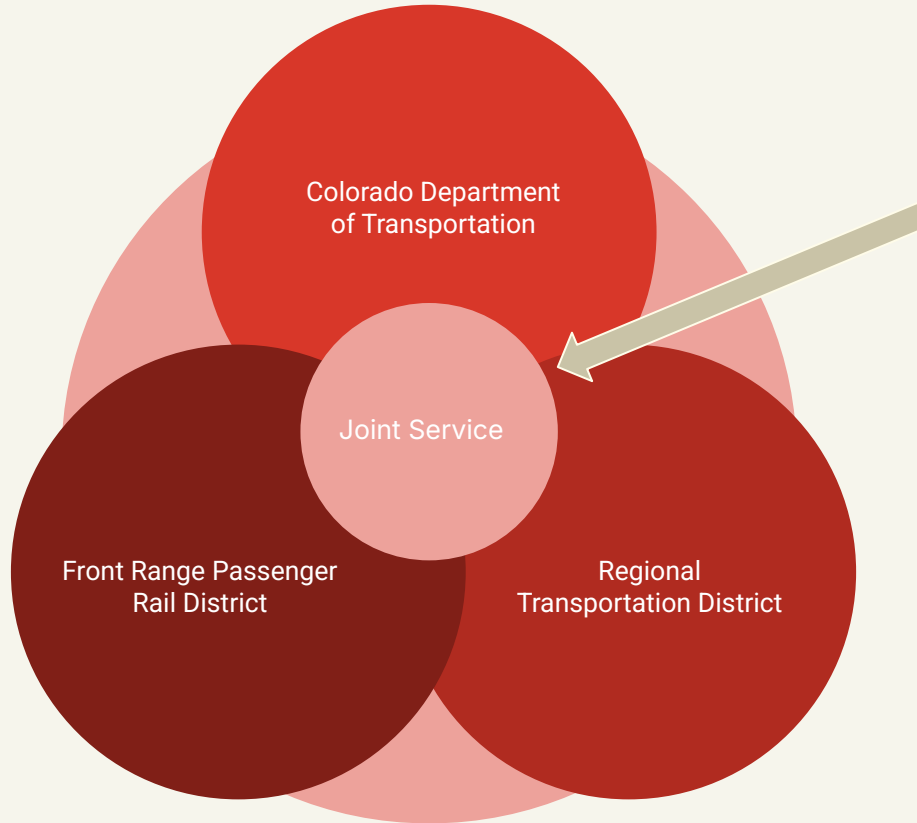 Colorado Department
of Transportation
Joint Service
Front Range Passenger
Rail District
Regional
Transportation District